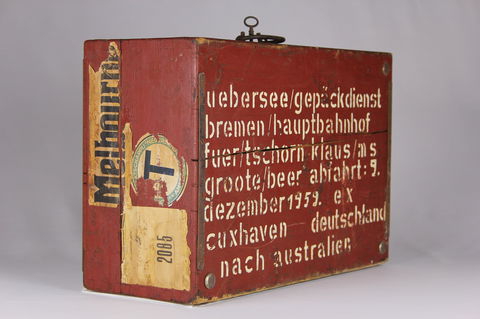 Melbourne
T
2085
uebersee/gepäckdienst
bremen/hauptbahnhof
fuer/tschorn klaus/ms
groote/beer abfahrt: 9.
dezember 1959. ex
cuxhaven deutschland
nach australien